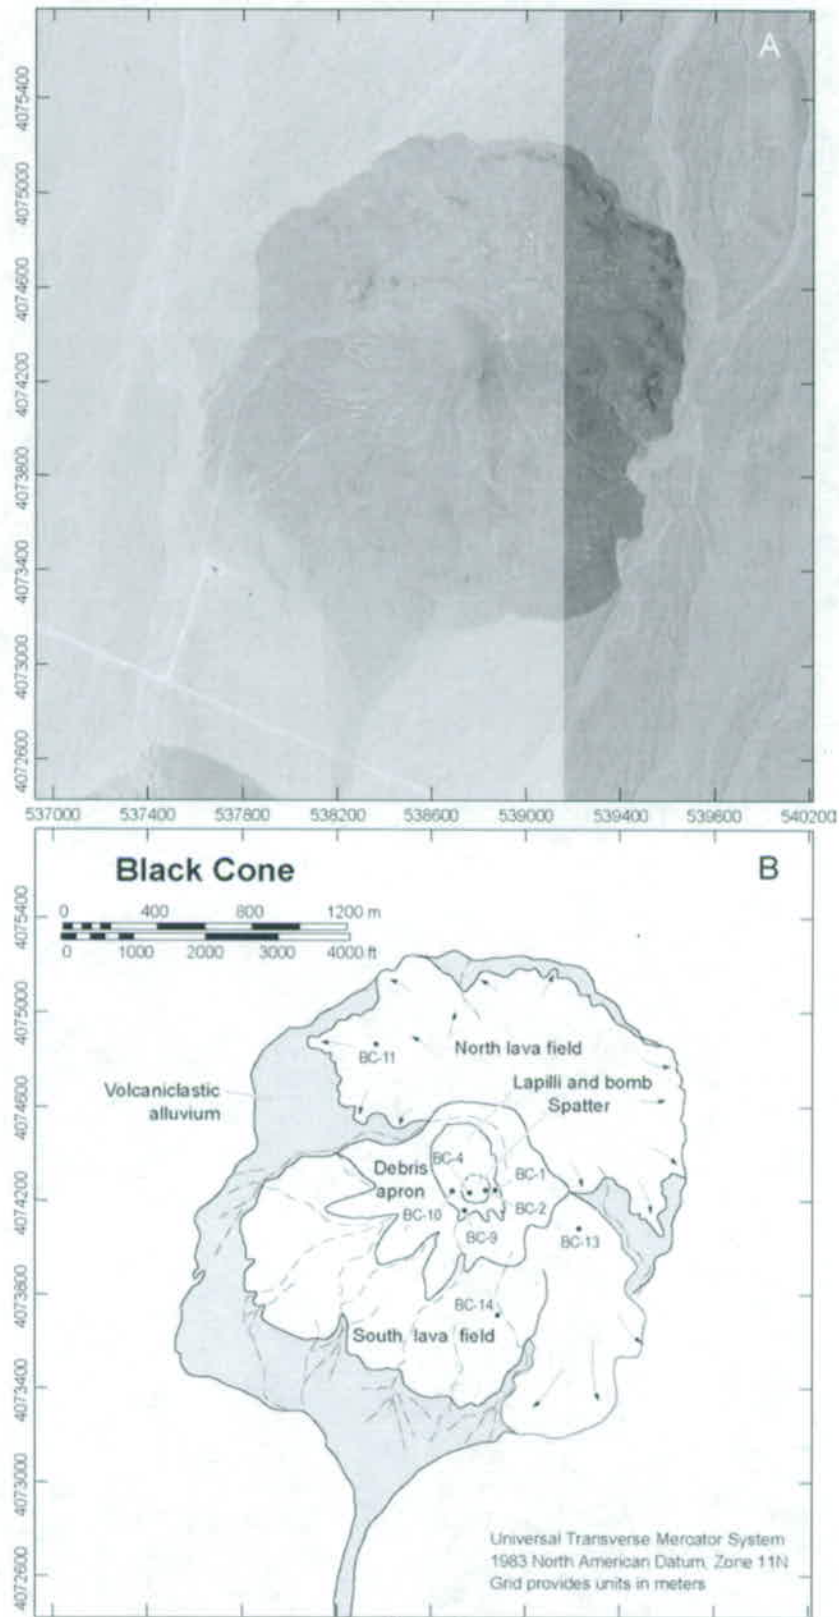 A
4075400
4075000
4074600
4074200
4073800
4073400
4073000
4072600
537000 537400 537800 538200 538600 539000 539400 539600 540200
B
Black Cone
0 400 800 1200 m
0 1000 2000 3000 4000 ft
4075400
4075000
4074600
4074200
4073800
4073400
4073000
4072600
North lava field
BC-11
Lapilli and bomb
Spatter
Volcaniclastic
alluvium
BC-4
Debris
apron
BC-1
BC-10
BC-2
BC-9
BC-13
BC-14
South lava field
Universal Transverse Mercator System
1983 North American Datum, Zone 11N
Grid provides units in meters